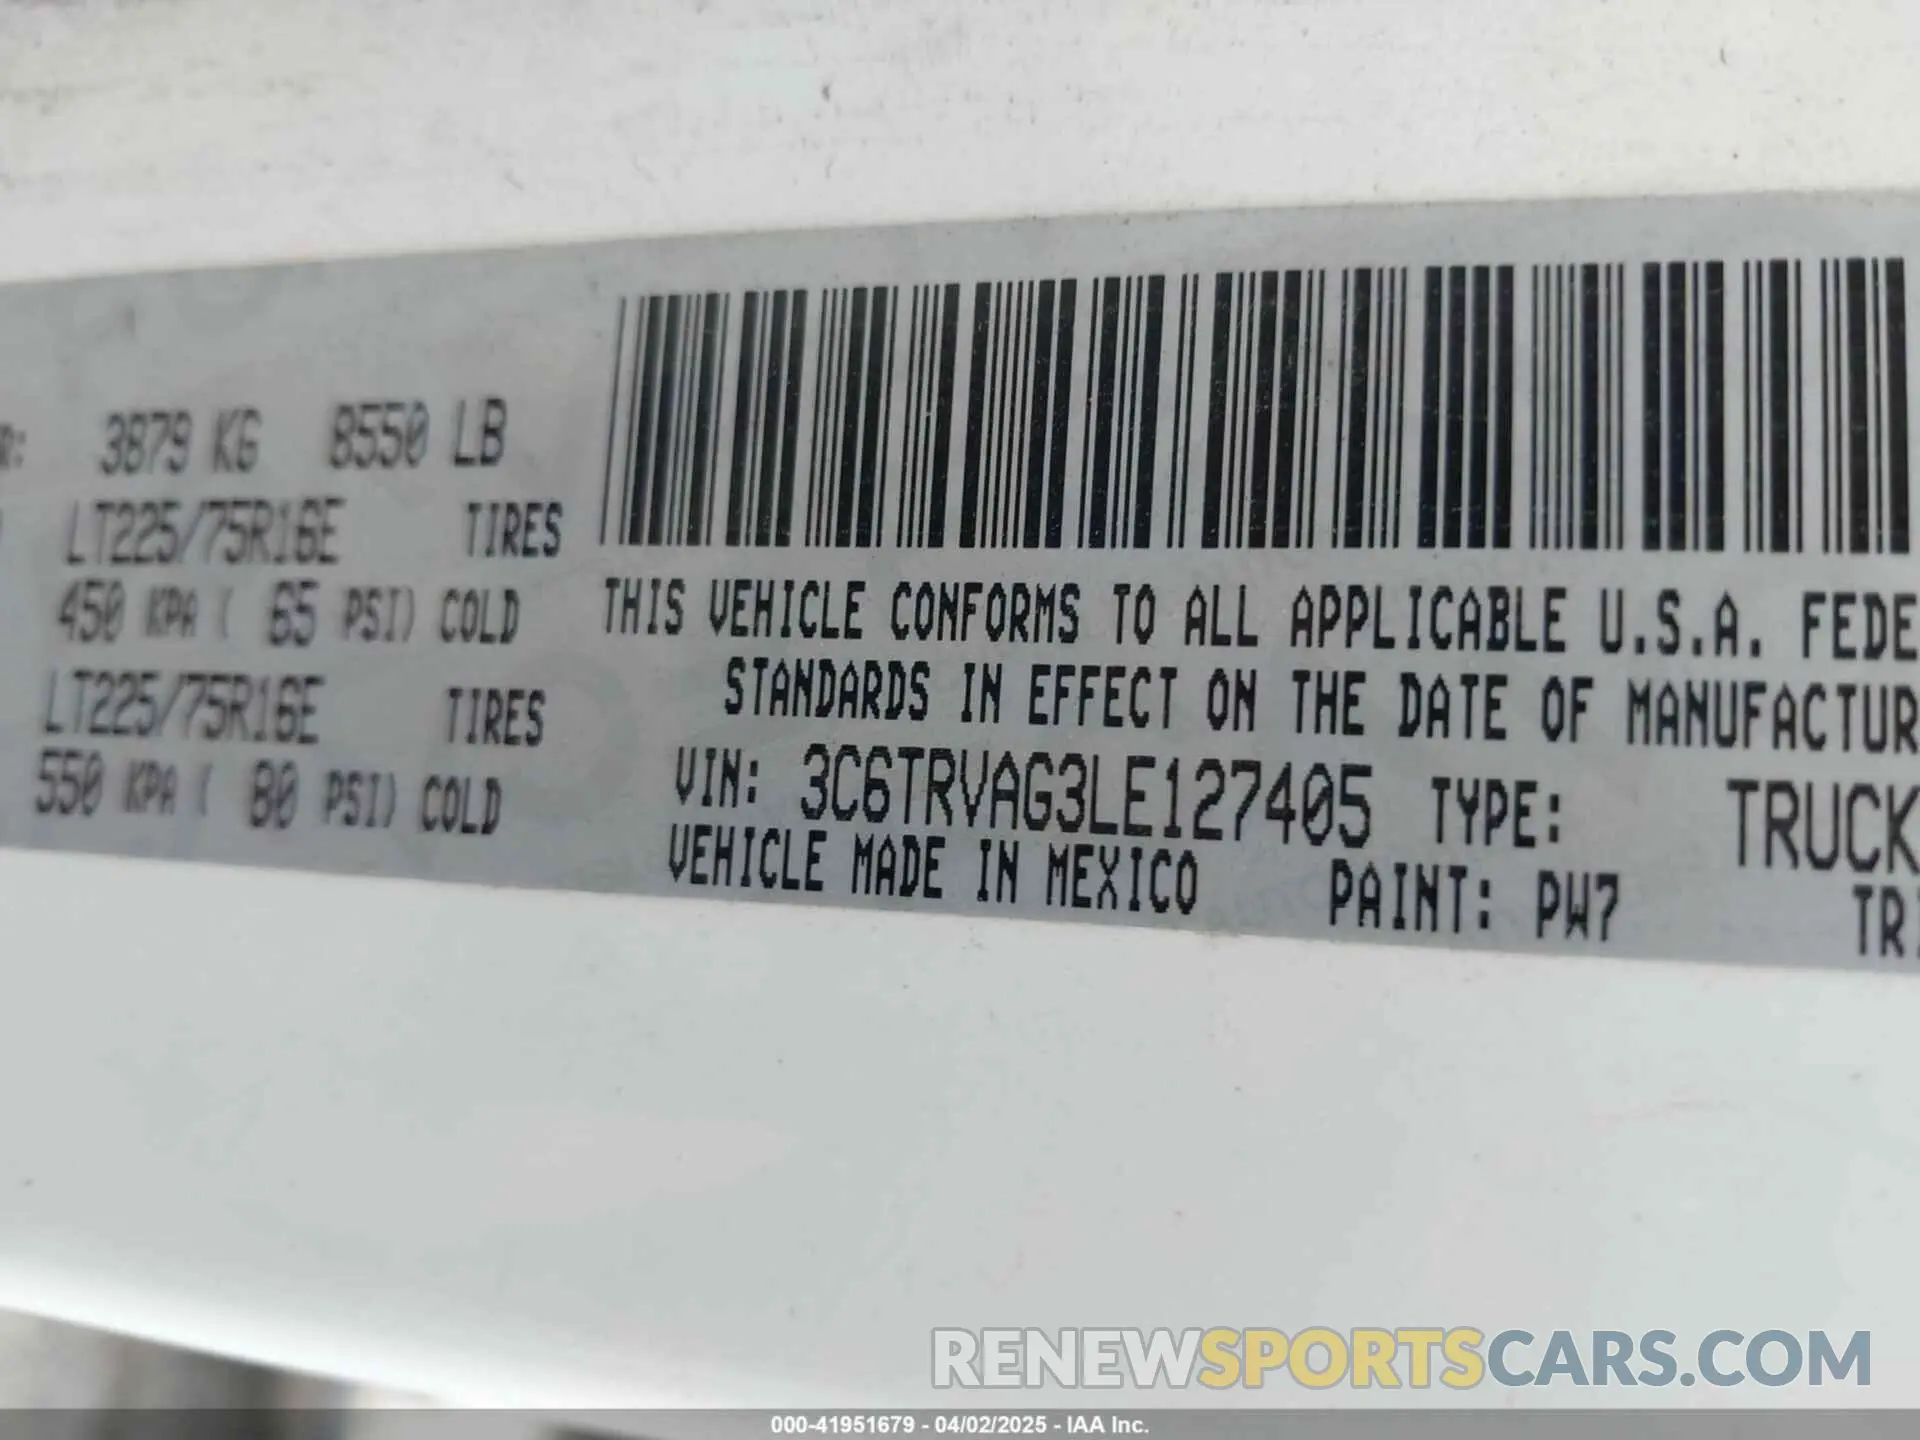 R: 3879 KG 8550 LB
LT225/75R16E TIRES
450 KPA ( 65 PSI) COLD
LT225/75R16E TIRES
550 KPA ( 80 PSI) COLD
THIS VEHICLE CONFORMS TO ALL APPLICABLE U.S.A. FEDE
STANDARDS IN EFFECT ON THE DATE OF MANUFACTUR
VIN: 3C6TRVAG3LE127405 TYPE: TRUCK
VEHICLE MADE IN MEXICO PAINT: PW7
TR
RENEWSPORTSCARS.COM
000-41951679 - 04/02/2025 - IAA Inc.